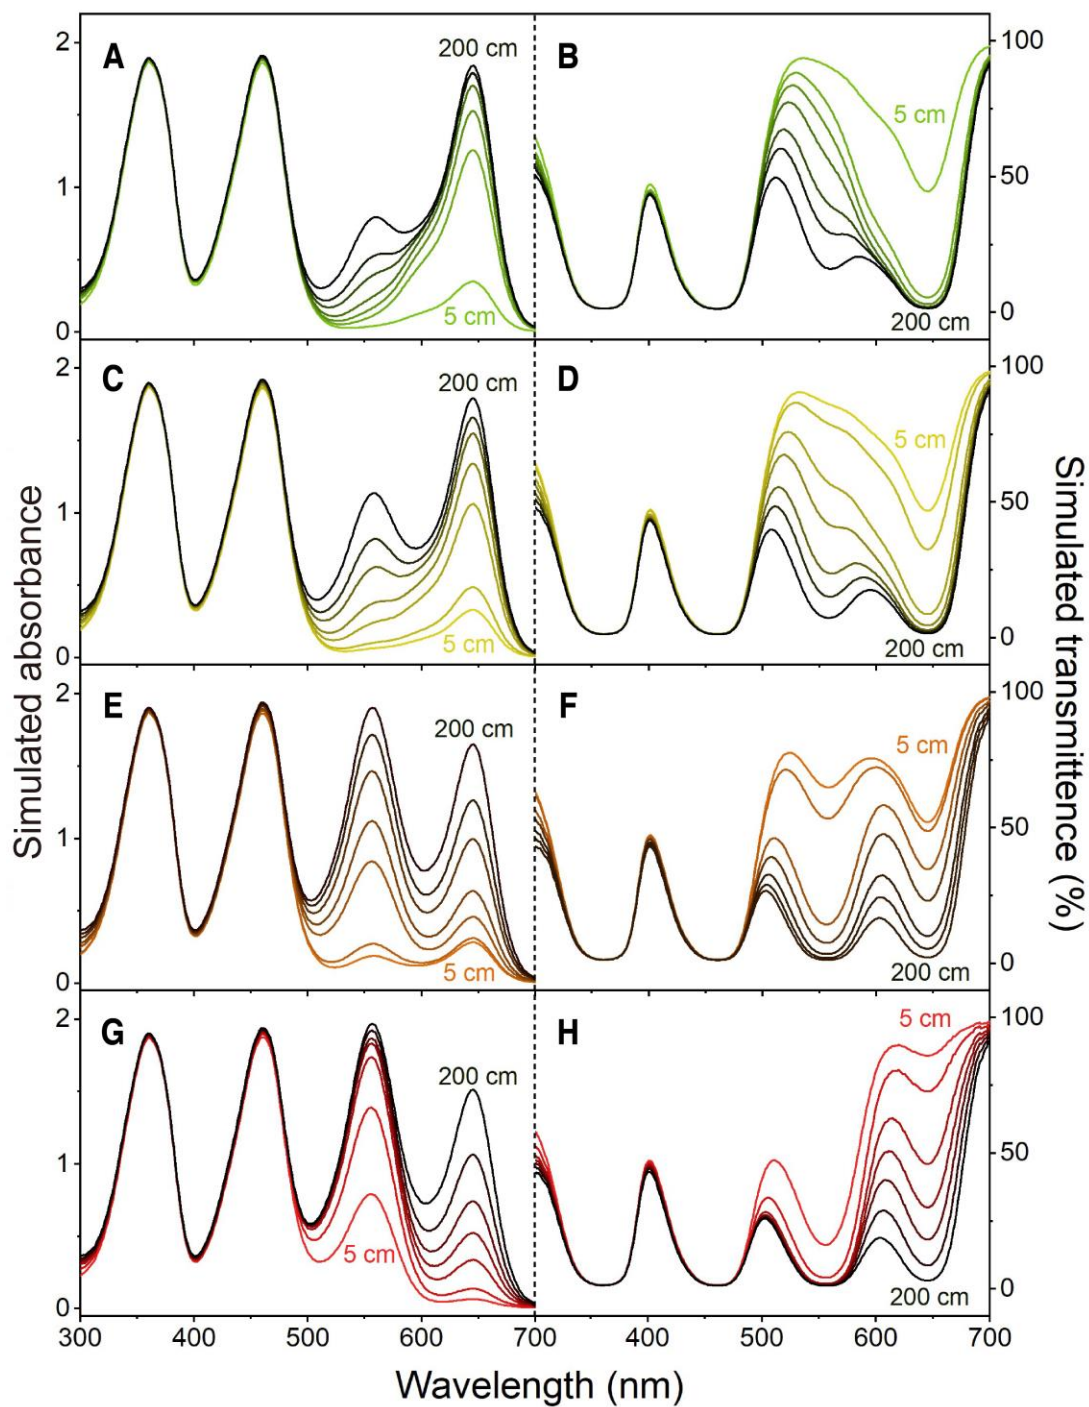 A
200 cm
5 cm
B
5 cm
200 cm
2
1
0
100
50
0
C
200 cm
5 cm
D
5 cm
200 cm
2
1
0
100
50
0
E
200 cm
5 cm
F
5 cm
200 cm
2
1
0
100
50
0
G
200 cm
5 cm
H
5 cm
200 cm
2
1
0
100
50
0
300 400 500 600 700 400 500 600 700
Wavelength (nm)
Simulated absorbance
Simulated transmittence (%)